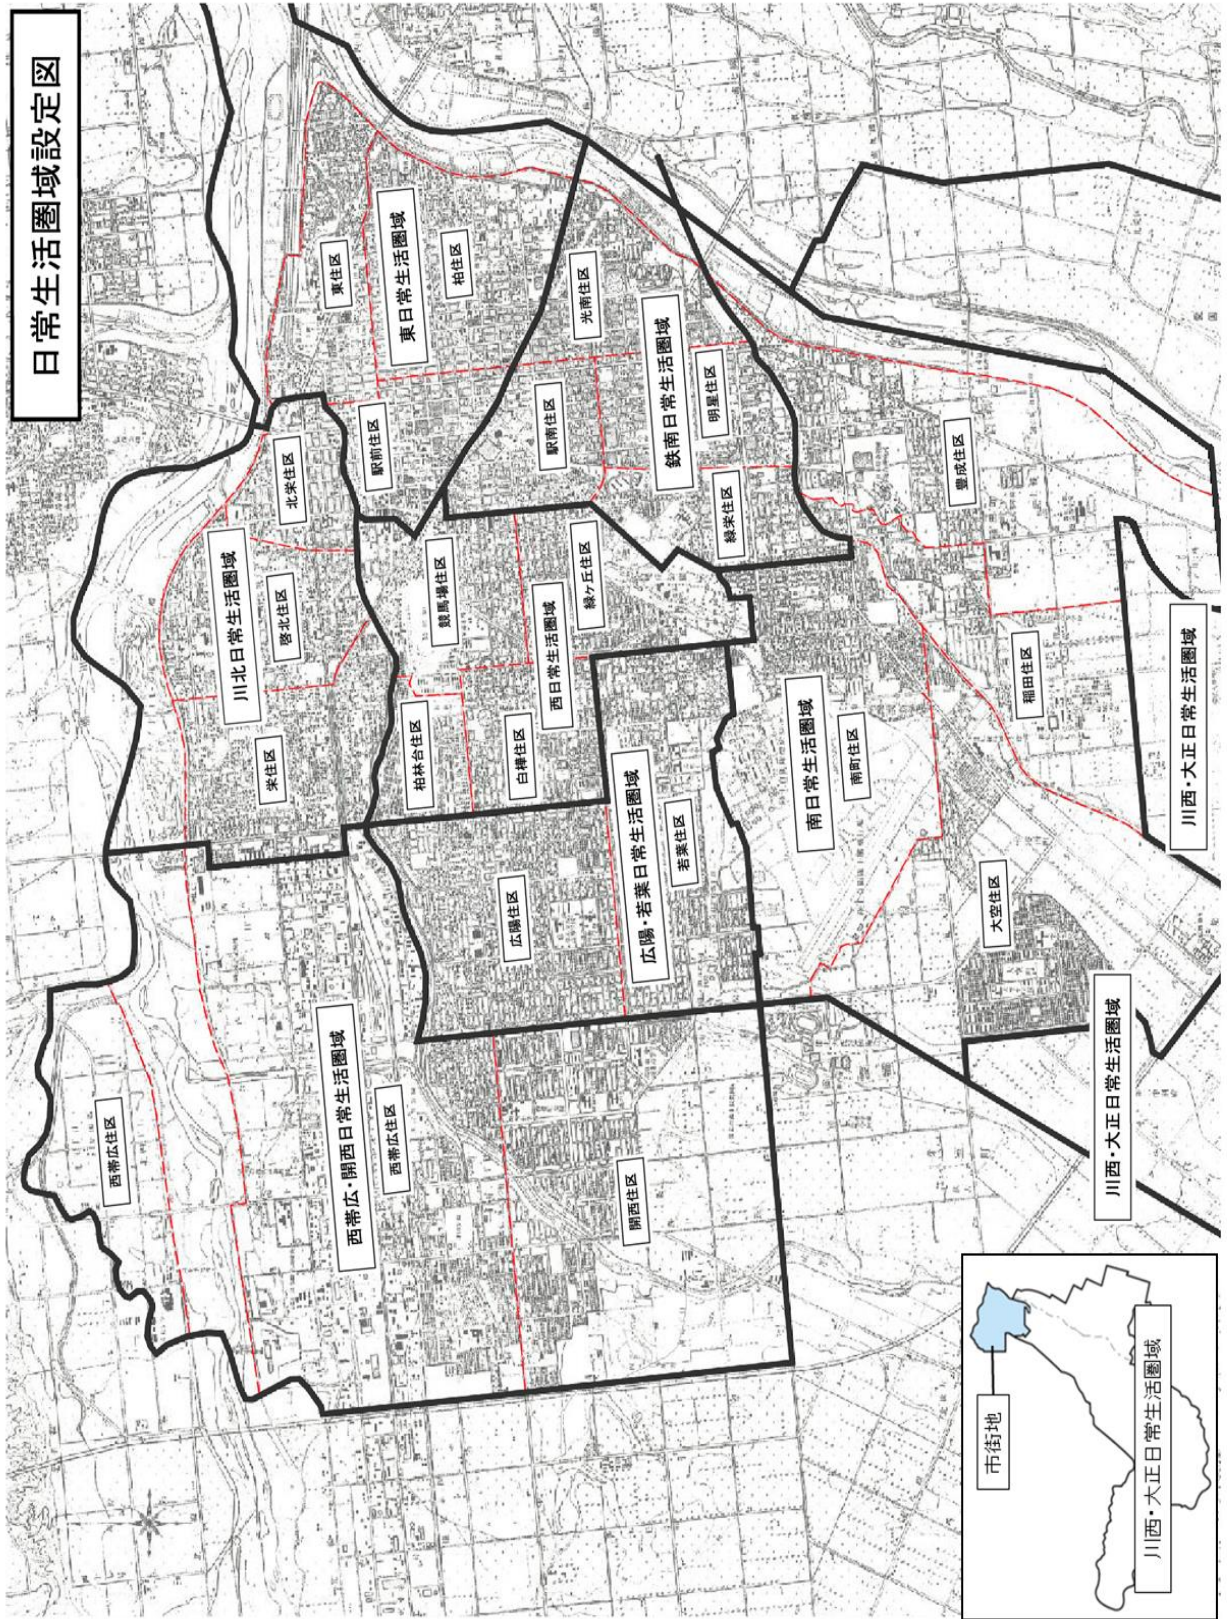 日常生活圏域設定図
西帯広住区
西帯広・開西日常生活圏域
西帯広住区
開西住区
栄住区
川北日常生活圏域
啓北住区
北栄住区
柏林台住区
競馬場住区
白樺住区
西日常生活圏域
緑ヶ丘住区
広陽住区
広陽・若葉日常生活圏域
若葉住区
駅前住区
東住区
東日常生活圏域
柏住区
駅南住区
光南住区
鉄南日常生活圏域
明星住区
緑栄住区
南日常生活圏域
南町住区
豊成住区
稲田住区
大空住区
川西・大正日常生活圏域
川西・大正日常生活圏域
市街地
川西・大正日常生活圏域